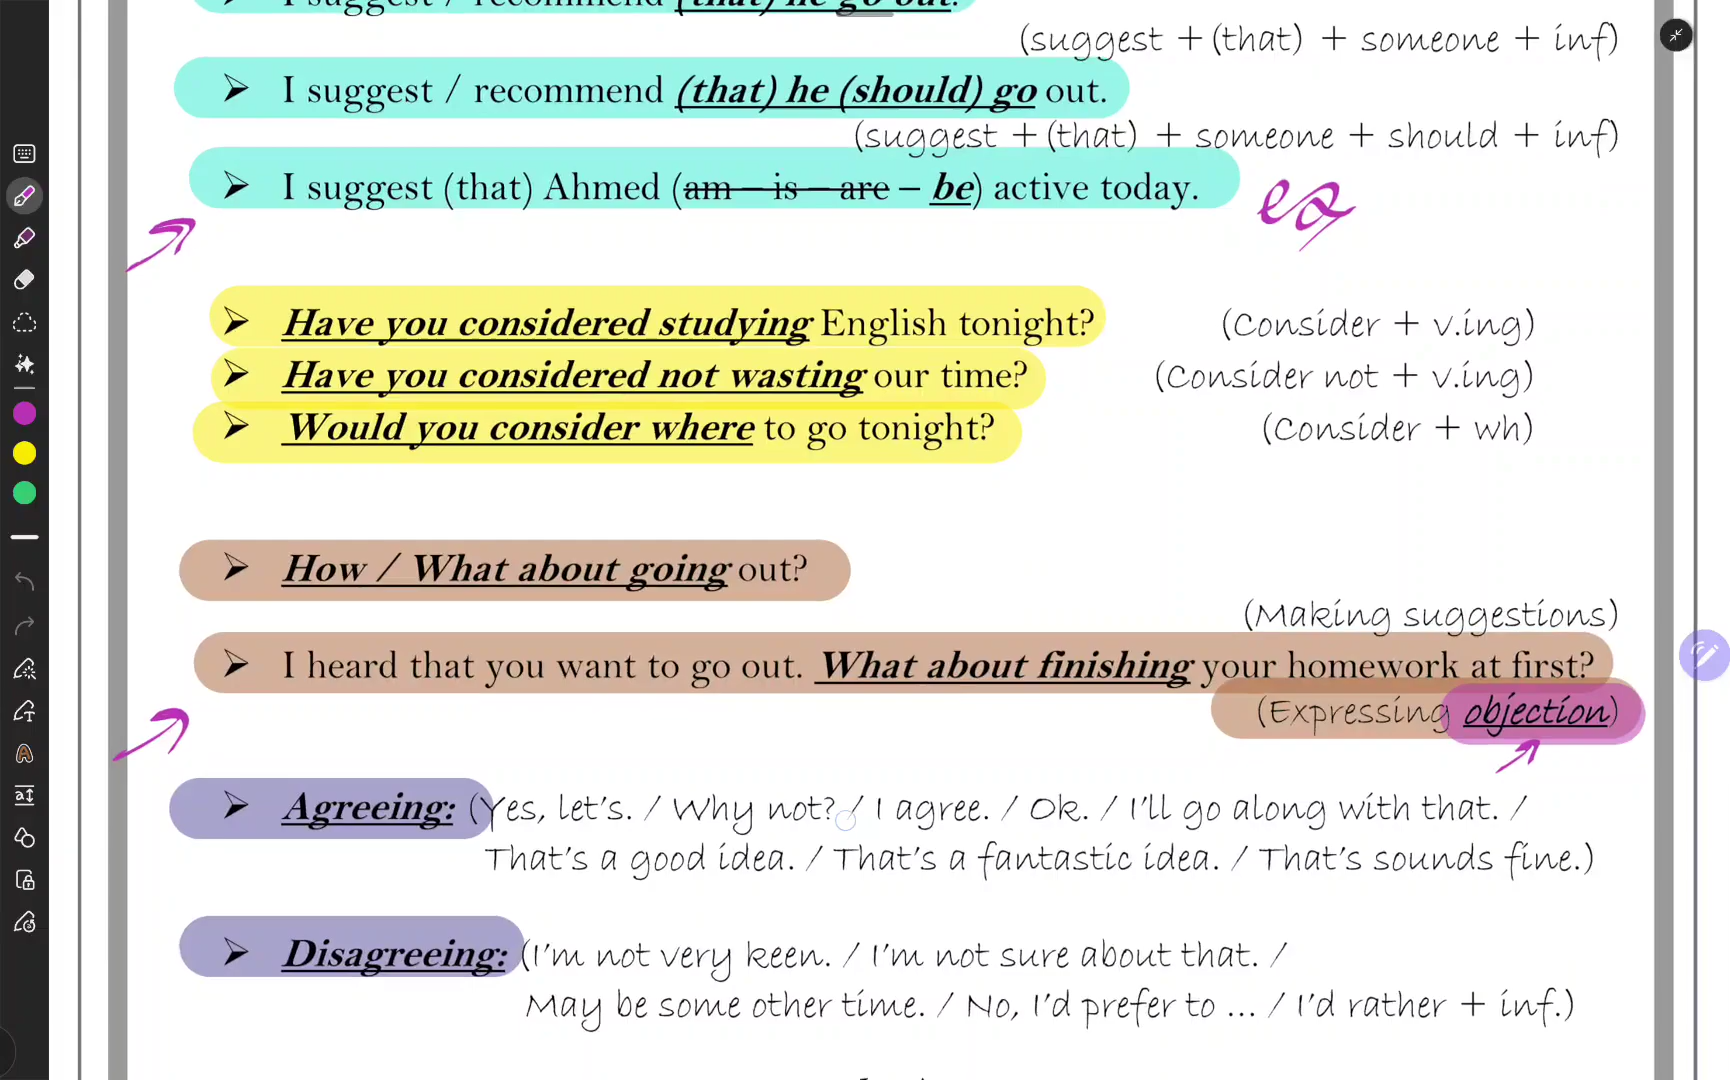 ➢ I suggest / recommend (that) he go out.
(suggest + (that) + someone + inf)
➢ I suggest / recommend (that) he (should) go out.
(suggest + (that) + someone + should + inf)
➢ I suggest (that) Ahmed (am – is – are – be) active today.
➢ Have you considered studying English tonight? (Consider + v.ing)
➢ Have you considered not wasting our time? (Consider not + v.ing)
➢ Would you consider where to go tonight? (Consider + wh)
➢ How / What about going out?
(Making suggestions)
➢ I heard that you want to go out. What about finishing your homework at first?
(Expressing objection)
➢ Agreeing: (Yes, let's. / Why not? / I agree. / Ok. / I'll go along with that. /
That's a good idea. / That's a fantastic idea. / That's sounds fine.)
➢ Disagreeing: (I'm not very keen. / I'm not sure about that. /
May be some other time. / No, I'd prefer to ... / I'd rather + inf.)